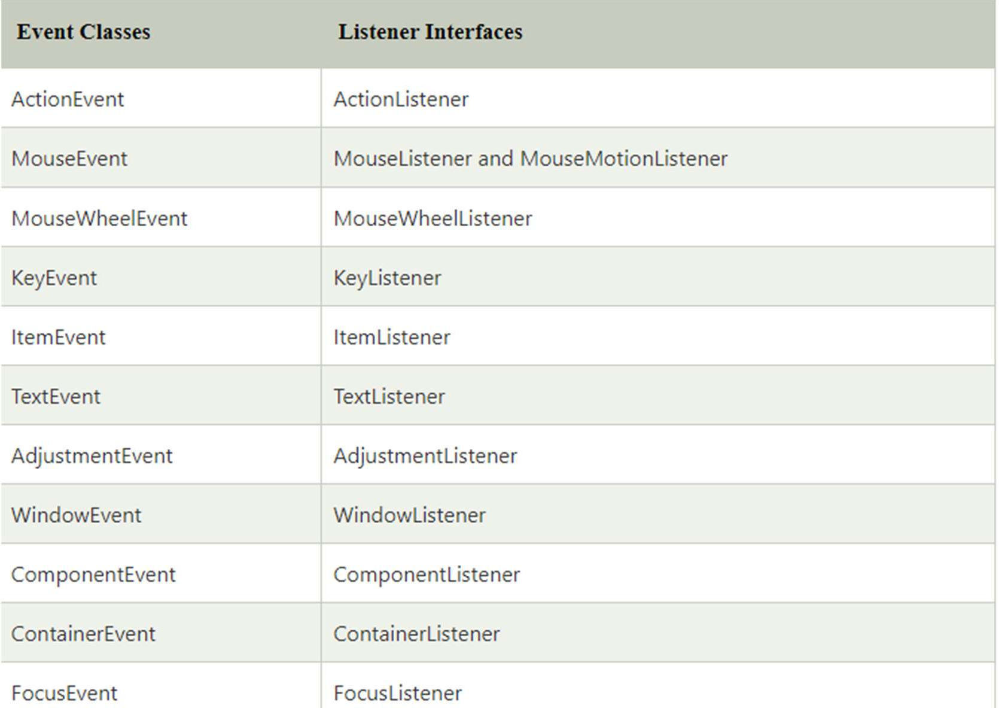 Event Classes Listener Interfaces
ActionEvent ActionListener
MouseEvent MouseListener and MouseMotionListener
MouseWheelEvent MouseWheelListener
KeyEvent KeyListener
ItemEvent ItemListener
TextEvent TextListener
AdjustmentEvent AdjustmentListener
WindowEvent WindowListener
ComponentEvent ComponentListener
ContainerEvent ContainerListener
FocusEvent FocusListener